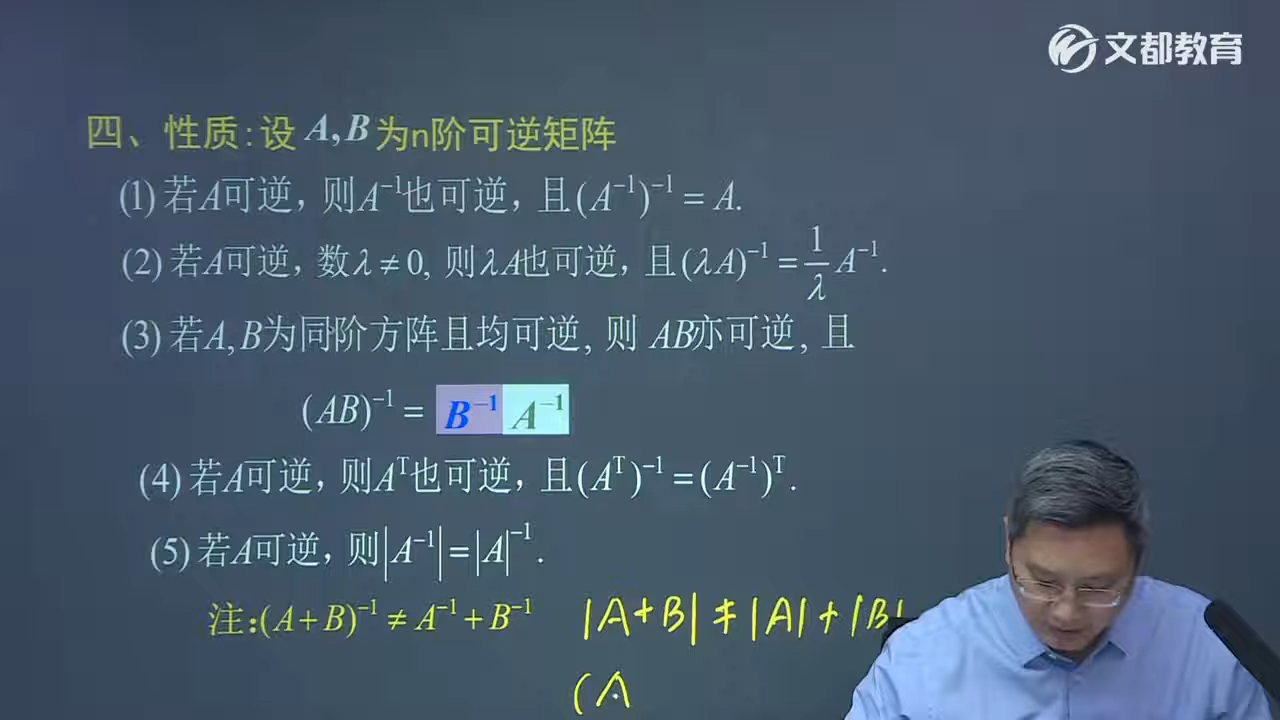 文都教育
四、性质:设 A,B 为n阶可逆矩阵
(1) 若A可逆, 则A⁻¹也可逆, 且(A⁻¹)⁻¹ = A.
(2) 若A可逆, 数λ≠0, 则λA也可逆, 且(λA)⁻¹ = 1/λ A⁻¹.
(3) 若A,B为同阶方阵且均可逆, 则 AB亦可逆, 且
(AB)⁻¹ = B⁻¹ A⁻¹
(4) 若A可逆, 则Aᵀ也可逆, 且(Aᵀ)⁻¹ = (A⁻¹)ᵀ.
(5) 若A可逆, 则|A⁻¹| = |A|⁻¹.
注:(A+B)⁻¹ ≠ A⁻¹ + B⁻¹ |A+B| ≠ |A| + |B|
(A